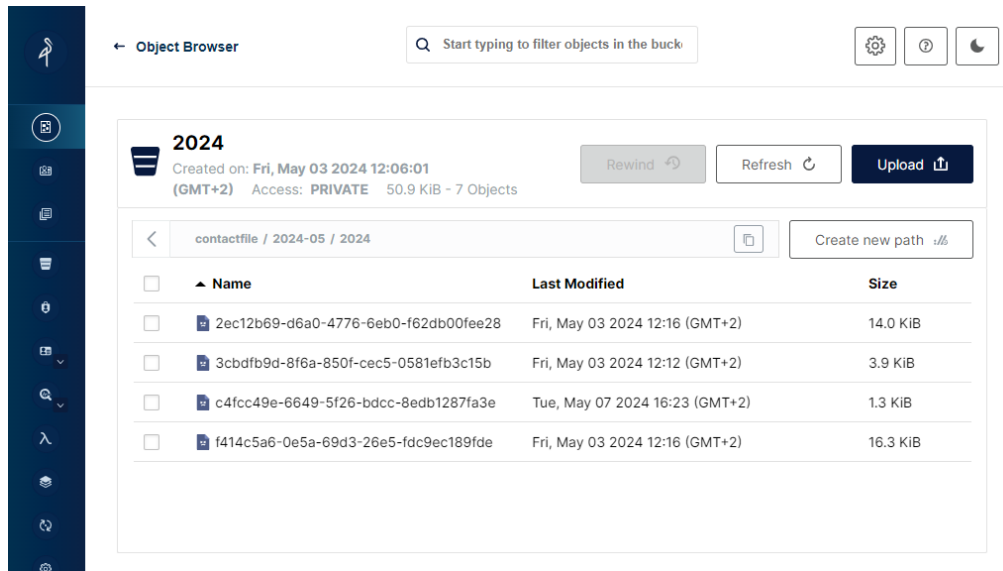 ← Object Browser
Start typing to filter objects in the buck
2024
Created on: Fri, May 03 2024 12:06:01
(GMT+2) Access: PRIVATE 50.9 KiB - 7 Objects
Rewind
Refresh
Upload
contactfile / 2024-05 / 2024
Create new path
Name Last Modified Size
2ec12b69-d6a0-4776-6eb0-f62db00fee28 Fri, May 03 2024 12:16 (GMT+2) 14.0 KiB
3cbdfb9d-8f6a-850f-cec5-0581efb3c15b Fri, May 03 2024 12:12 (GMT+2) 3.9 KiB
c4fcc49e-6649-5f26-bdcc-8edb1287fa3e Tue, May 07 2024 16:23 (GMT+2) 1.3 KiB
f414c5a6-0e5a-69d3-26e5-fdc9ec189fde Fri, May 03 2024 12:16 (GMT+2) 16.3 KiB